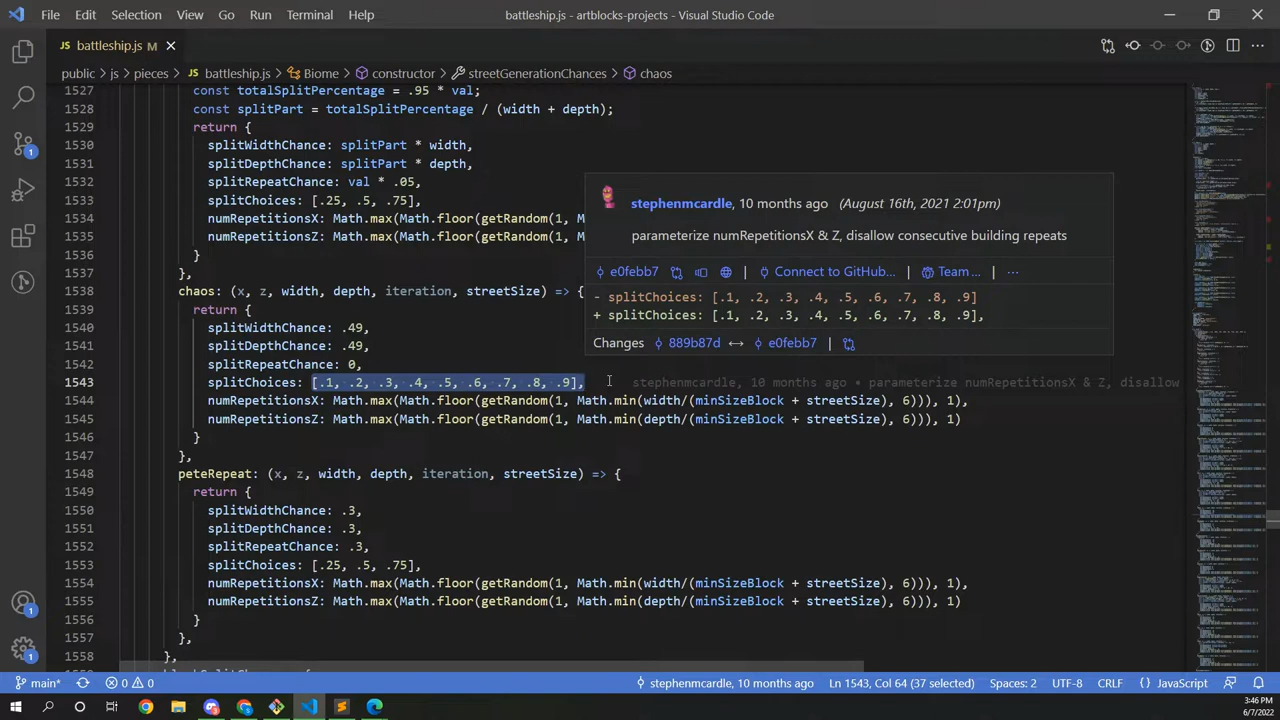 File Edit Selection View Go Run Terminal Help
battleship.js - artblocks-projects - Visual Studio Code
JS battleship.js M
public > js > pieces > JS battleship.js > Biome > constructor > streetGenerationChances > chaos
1527 const totalSplitPercentage = .95 * val;
1528 const splitPart = totalSplitPercentage / (width + depth);
1529 return {
1530 splitWidthChance: splitPart * width,
1531 splitDepthChance: splitPart * depth,
1532 splitRepeatChance: val * .05,
1533 splitChoices: [.25, .5, .75],
1534 numRepetitionsX: Math.max(Math.floor(geRandom(1, M
1535 numRepetitionsZ: Math.max(Math.floor(geRandom(1, M
1536 }
1537 },
1538 chaos: (x, z, width, depth, iteration, streetSize) =>
1539 return {
1540 splitWidthChance: .49,
1541 splitDepthChance: .49,
1542 splitRepeatChance: 0,
1543 splitChoices: [.1, .2, .3, .4, .5, .6, .7, .8, .9], stephenmcardle, 10 months ago • parameterize numRepetitionsX & Z, disallow
1544 numRepetitionsX: Math.max(Math.floor(geRandom(1, Math.min(width/(minSizeBlock + streetSize), 6))),
1545 numRepetitionsZ: Math.max(Math.floor(geRandom(1, Math.min(depth/(minSizeBlock + streetSize), 6))),
1546 }
1547 },
1548 peteRepeat: (x, z, width, depth, iteration, streetSize) => {
1549 return {
1550 splitWidthChance: .3,
1551 splitDepthChance: .3,
1552 splitRepeatChance: .3,
1553 splitChoices: [.25, .5, .75],
1554 numRepetitionsX: Math.max(Math.floor(geRandom(1, Math.min(width/(minSizeBlock + streetSize), 6))),
1555 numRepetitionsZ: Math.max(Math.floor(geRandom(1, Math.min(depth/(minSizeBlock + streetSize), 6))),
1556 }
1557 },
1558 },
stephenmcardle, 10 months ago (August 16th, 2021 2:01pm)
parameterize numRepetitions X & Z, disallow consecutive building repeats
e0febb7 | Connect to GitHub... | Team... | ...
- splitChoices: [.1, .2, .3, .4, .5, .6, .7, .8, .9]
+ splitChoices: [.1, .2, .3, .4, .5, .6, .7, .8, .9],
Changes 889b87d ↔ e0febb7 |
main* 0 0 stephenmcardle, 10 months ago Ln 1543, Col 64 (37 selected) Spaces: 2 UTF-8 CRLF {} JavaScript
3:46 PM
6/7/2022